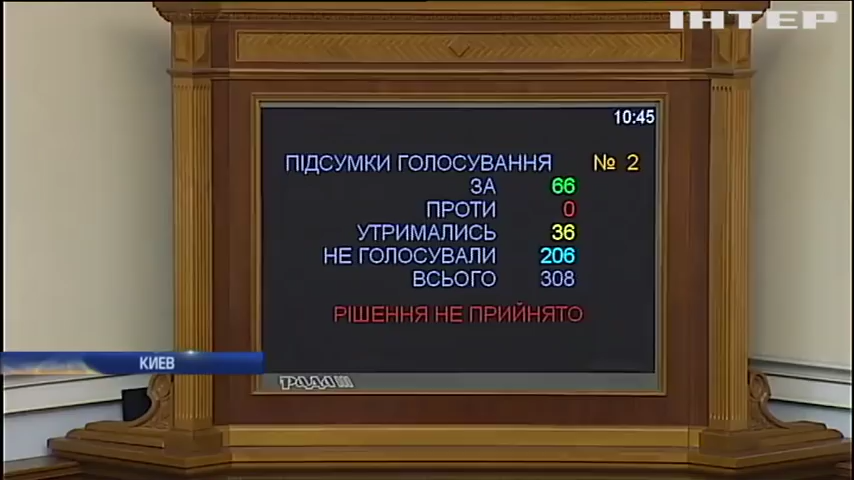 ІНТЕР
10:45
ПІДСУМКИ ГОЛОСУВАННЯ № 2
ЗА 66
ПРОТИ 0
УТРИМАЛИСЬ 36
НЕ ГОЛОСУВАЛИ 206
ВСЬОГО 308
РІШЕННЯ НЕ ПРИЙНЯТО
КИЕВ
РАДА